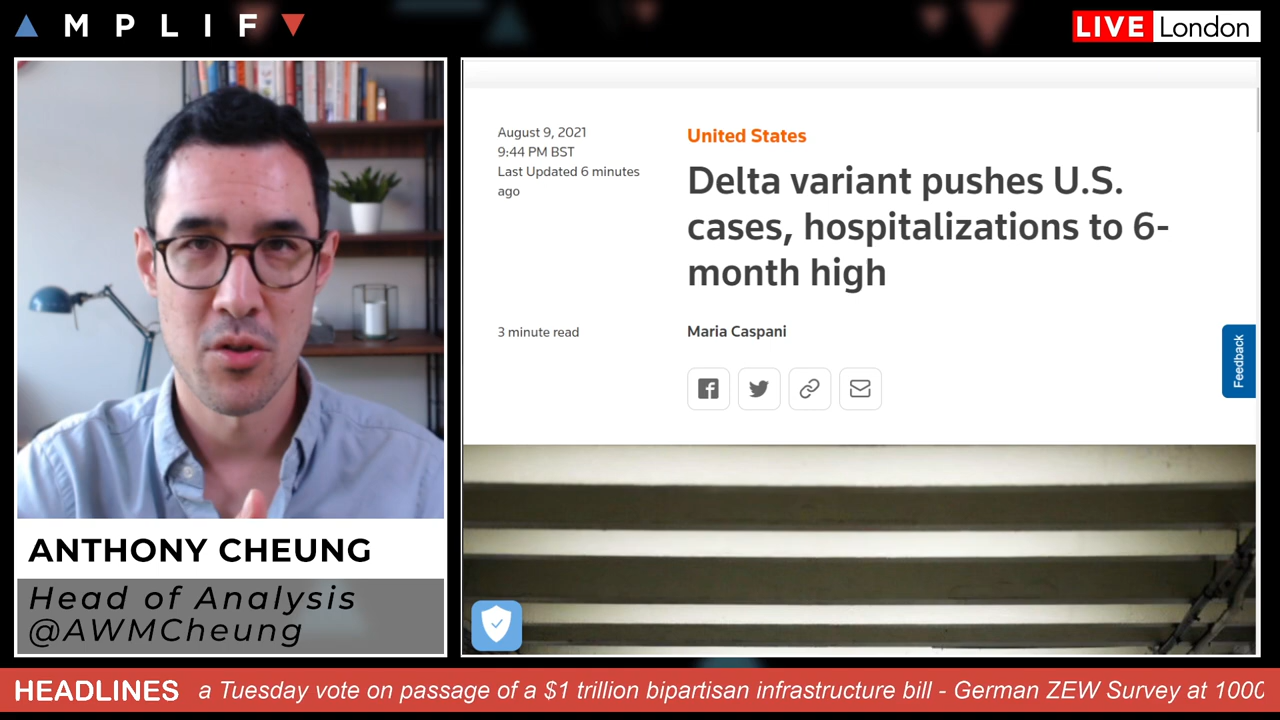 AMPLIFY
LIVE London
August 9, 2021
9:44 PM BST
Last Updated 6 minutes
ago
United States
Delta variant pushes U.S.
cases, hospitalizations to 6-
month high
3 minute read
Maria Caspani
Feedback
ANTHONY CHEUNG
Head of Analysis
@AWMCheung
HEADLINES a Tuesday vote on passage of a $1 trillion bipartisan infrastructure bill - German ZEW Survey at 1000